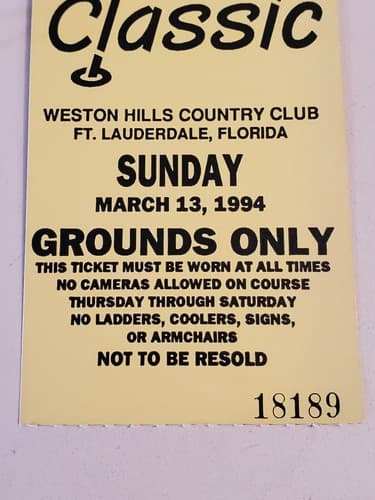 Classic
WESTON HILLS COUNTRY CLUB
FT. LAUDERDALE, FLORIDA
SUNDAY
MARCH 13, 1994
GROUNDS ONLY
THIS TICKET MUST BE WORN AT ALL TIMES
NO CAMERAS ALLOWED ON COURSE
THURSDAY THROUGH SATURDAY
NO LADDERS, COOLERS, SIGNS,
OR ARMCHAIRS
NOT TO BE RESOLD
18189